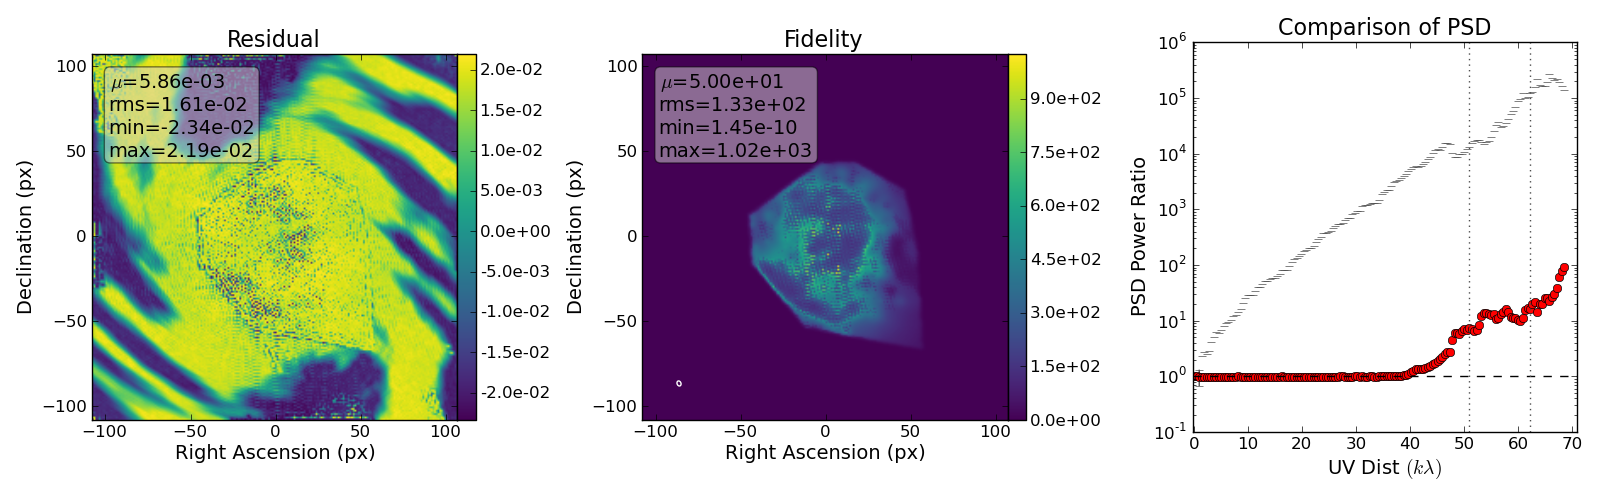 Residual
μ=5.86e-03
rms=1.61e-02
min=-2.34e-02
max=2.19e-02
100
50
0
−50
−100
−100
−50
0
50
100
Declination (px)
Right Ascension (px)
2.0e-02
1.5e-02
1.0e-02
5.0e-03
0.0e+00
-5.0e-03
-1.0e-02
-1.5e-02
-2.0e-02
Fidelity
μ=5.00e+01
rms=1.33e+02
min=1.45e-10
max=1.02e+03
100
50
0
−50
−100
−100
−50
0
50
100
Declination (px)
Right Ascension (px)
9.0e+02
7.5e+02
6.0e+02
4.5e+02
3.0e+02
1.5e+02
0.0e+00
Comparison of PSD
10^6
10^5
10^4
10^3
10^2
10^1
10^0
10^-1
PSD Power Ratio
0
10
20
30
40
50
60
70
UV Dist (kλ)